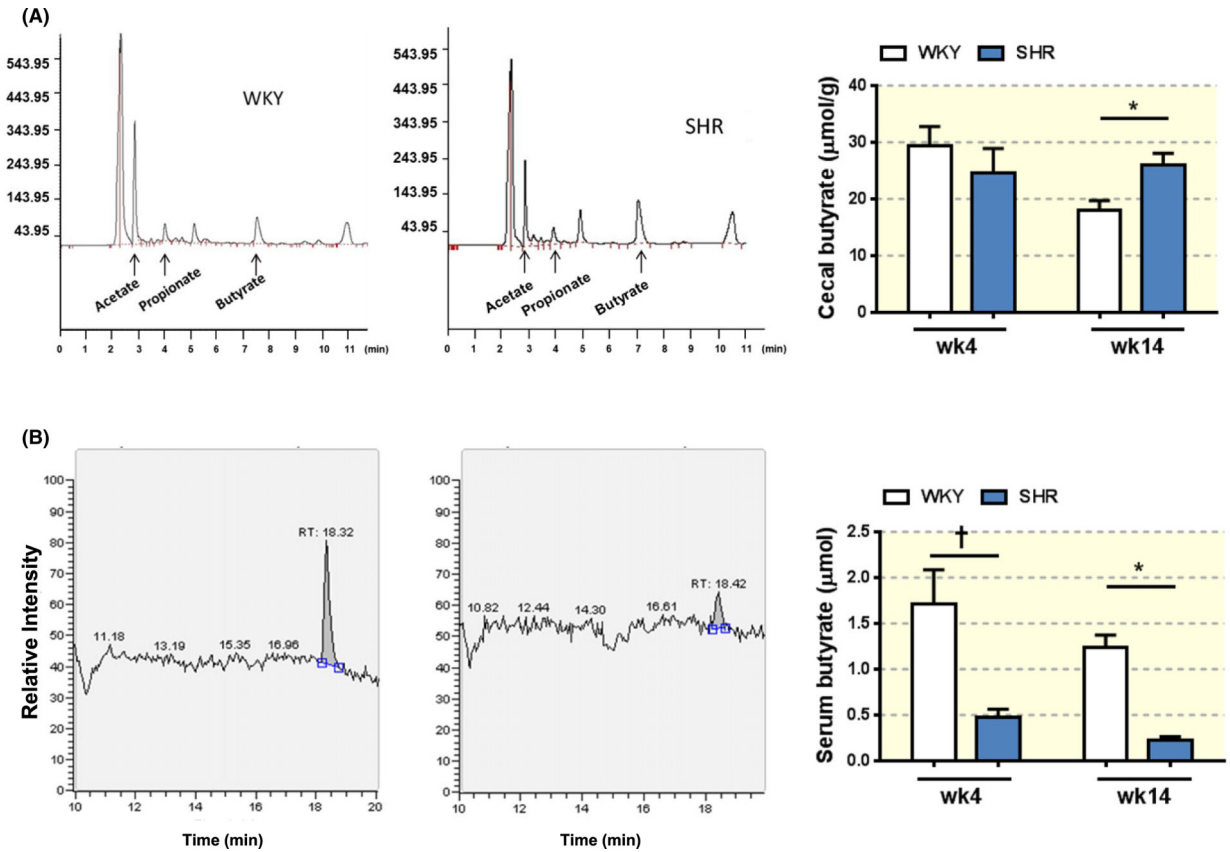 (A)
WKY
543.95
443.95
343.95
243.95
143.95
43.95
Acetate
Propionate
Butyrate
0 1 2 3 4 5 6 7 8 9 10 11 (min)
SHR
543.95
443.95
343.95
243.95
143.95
43.95
Acetate
Propionate
Butyrate
0 1 2 3 4 5 6 7 8 9 10 11 (min)
WKY SHR
Cecal butyrate (µmol/g)
40
30
20
10
0
*
wk4 wk14
(B)
Relative Intensity
100
90
80
70
60
50
40
30
20
10
0
RT: 18.32
11.18 13.19 15.35 16.96
10 12 14 16 18 20
Time (min)
100
90
80
70
60
50
40
30
20
10
0
RT: 18.42
10.82 12.44 14.30 16.61
10 12 14 16 18
Time (min)
WKY SHR
Serum butyrate (µmol)
2.5
2.0
1.5
1.0
0.5
0.0
†
*
wk4 wk14